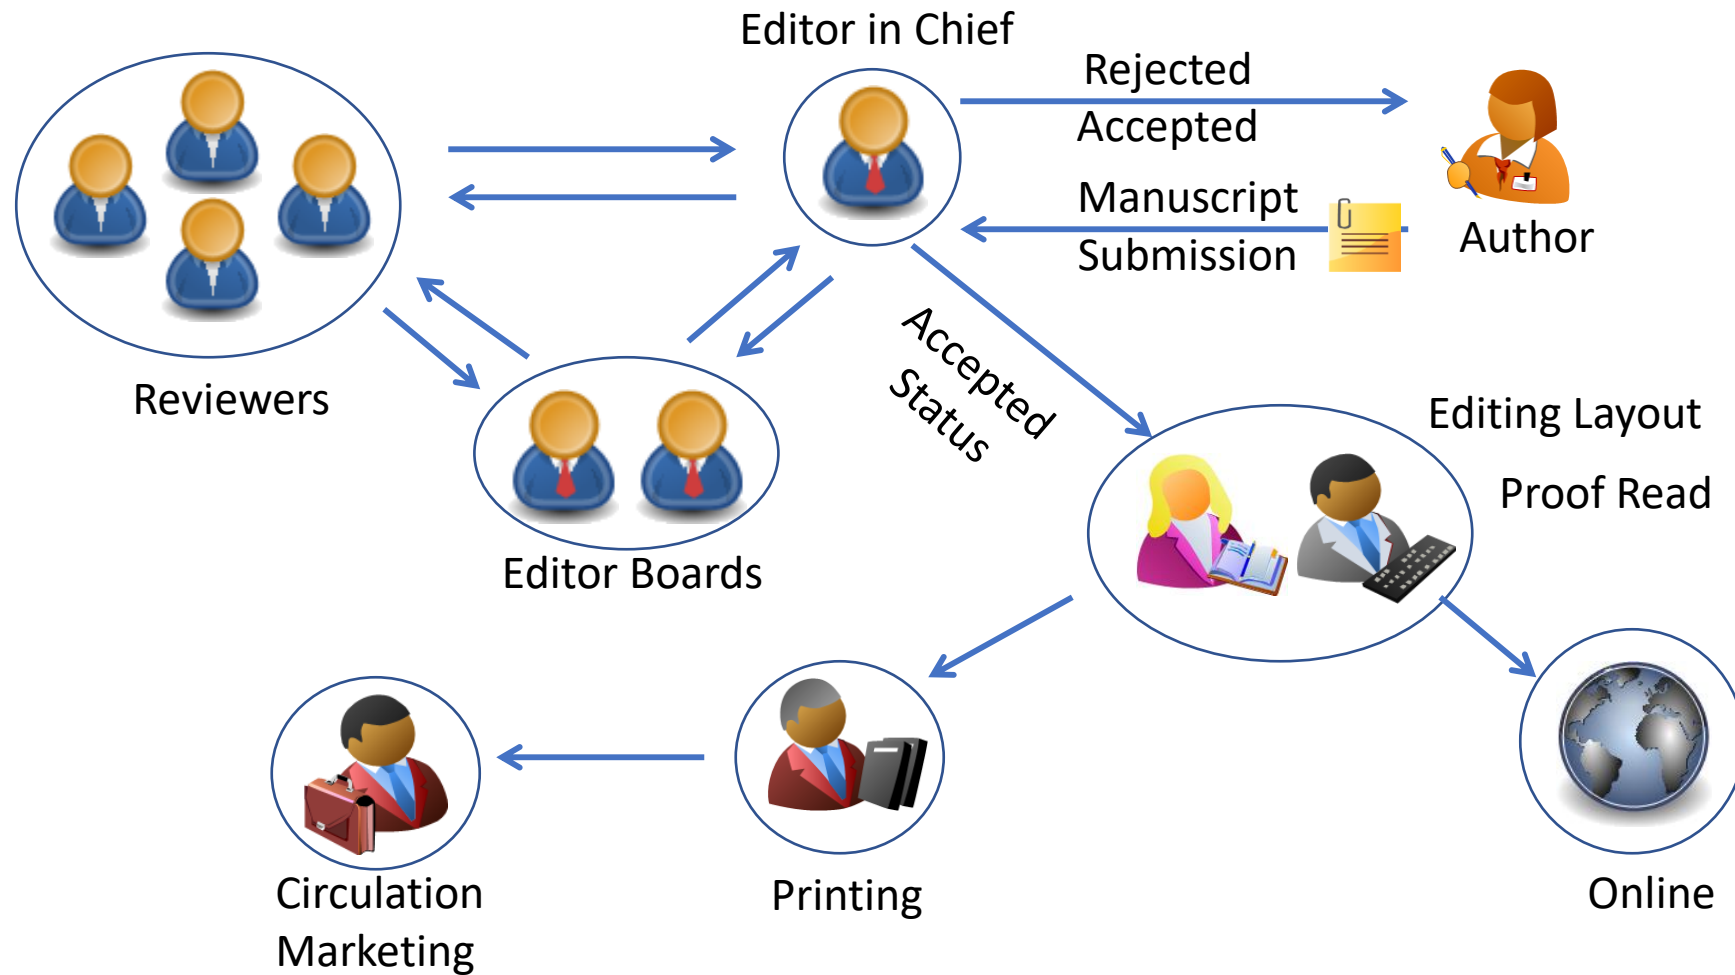 Editor in Chief
Rejected
Accepted
Manuscript
Submission
Author
Reviewers
Accepted
Status
Editor Boards
Editing Layout
Proof Read
Circulation
Marketing
Printing
Online